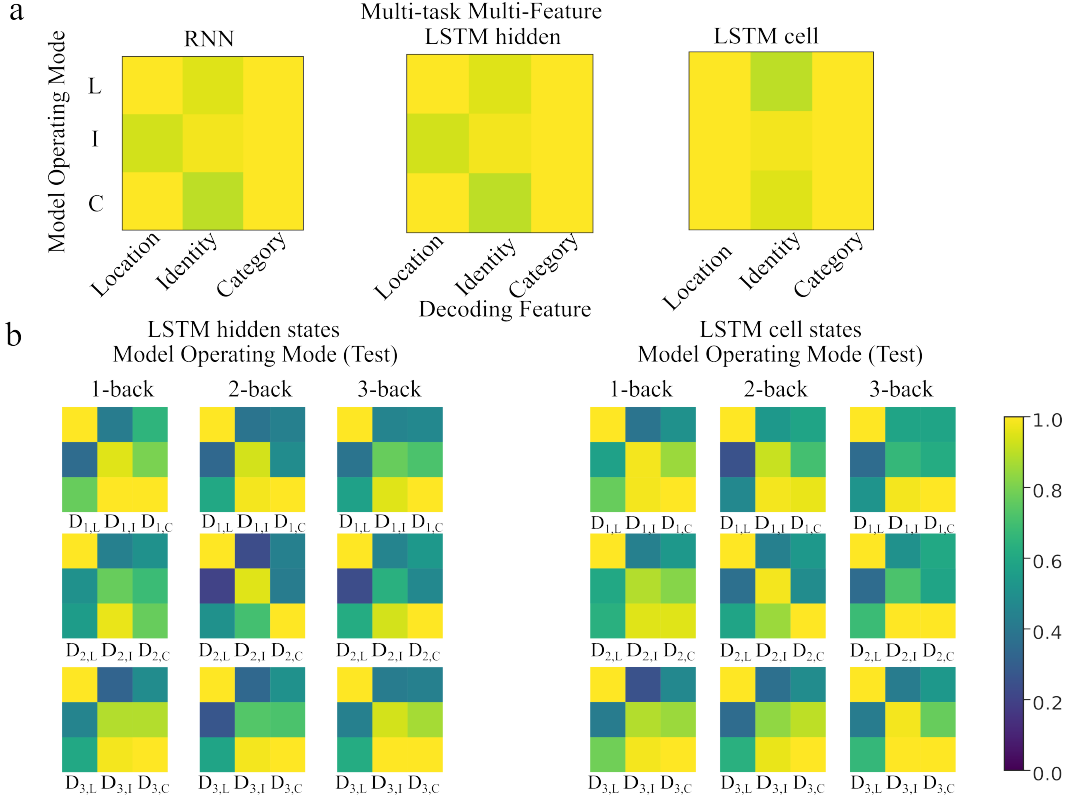 a
Multi-task Multi-Feature
RNN
LSTM hidden
LSTM cell
Model Operating Mode
L
I
C
Location
Identity
Category
Location
Identity
Category
Location
Identity
Category
Decoding Feature
b
LSTM hidden states
Model Operating Mode (Test)
1-back 2-back 3-back
LSTM cell states
Model Operating Mode (Test)
1-back 2-back 3-back
D1,L D1,I D1,C D1,L D1,I D1,C D1,L D1,I D1,C
D1,L D1,I D1,C D1,L D1,I D1,C D1,L D1,I D1,C
D2,L D2,I D2,C D2,L D2,I D2,C D2,L D2,I D2,C
D2,L D2,I D2,C D2,L D2,I D2,C D2,L D2,I D2,C
D3,L D3,I D3,C D3,L D3,I D3,C D3,L D3,I D3,C
D3,L D3,I D3,C D3,L D3,I D3,C D3,L D3,I D3,C
1.0
0.8
0.6
0.4
0.2
0.0